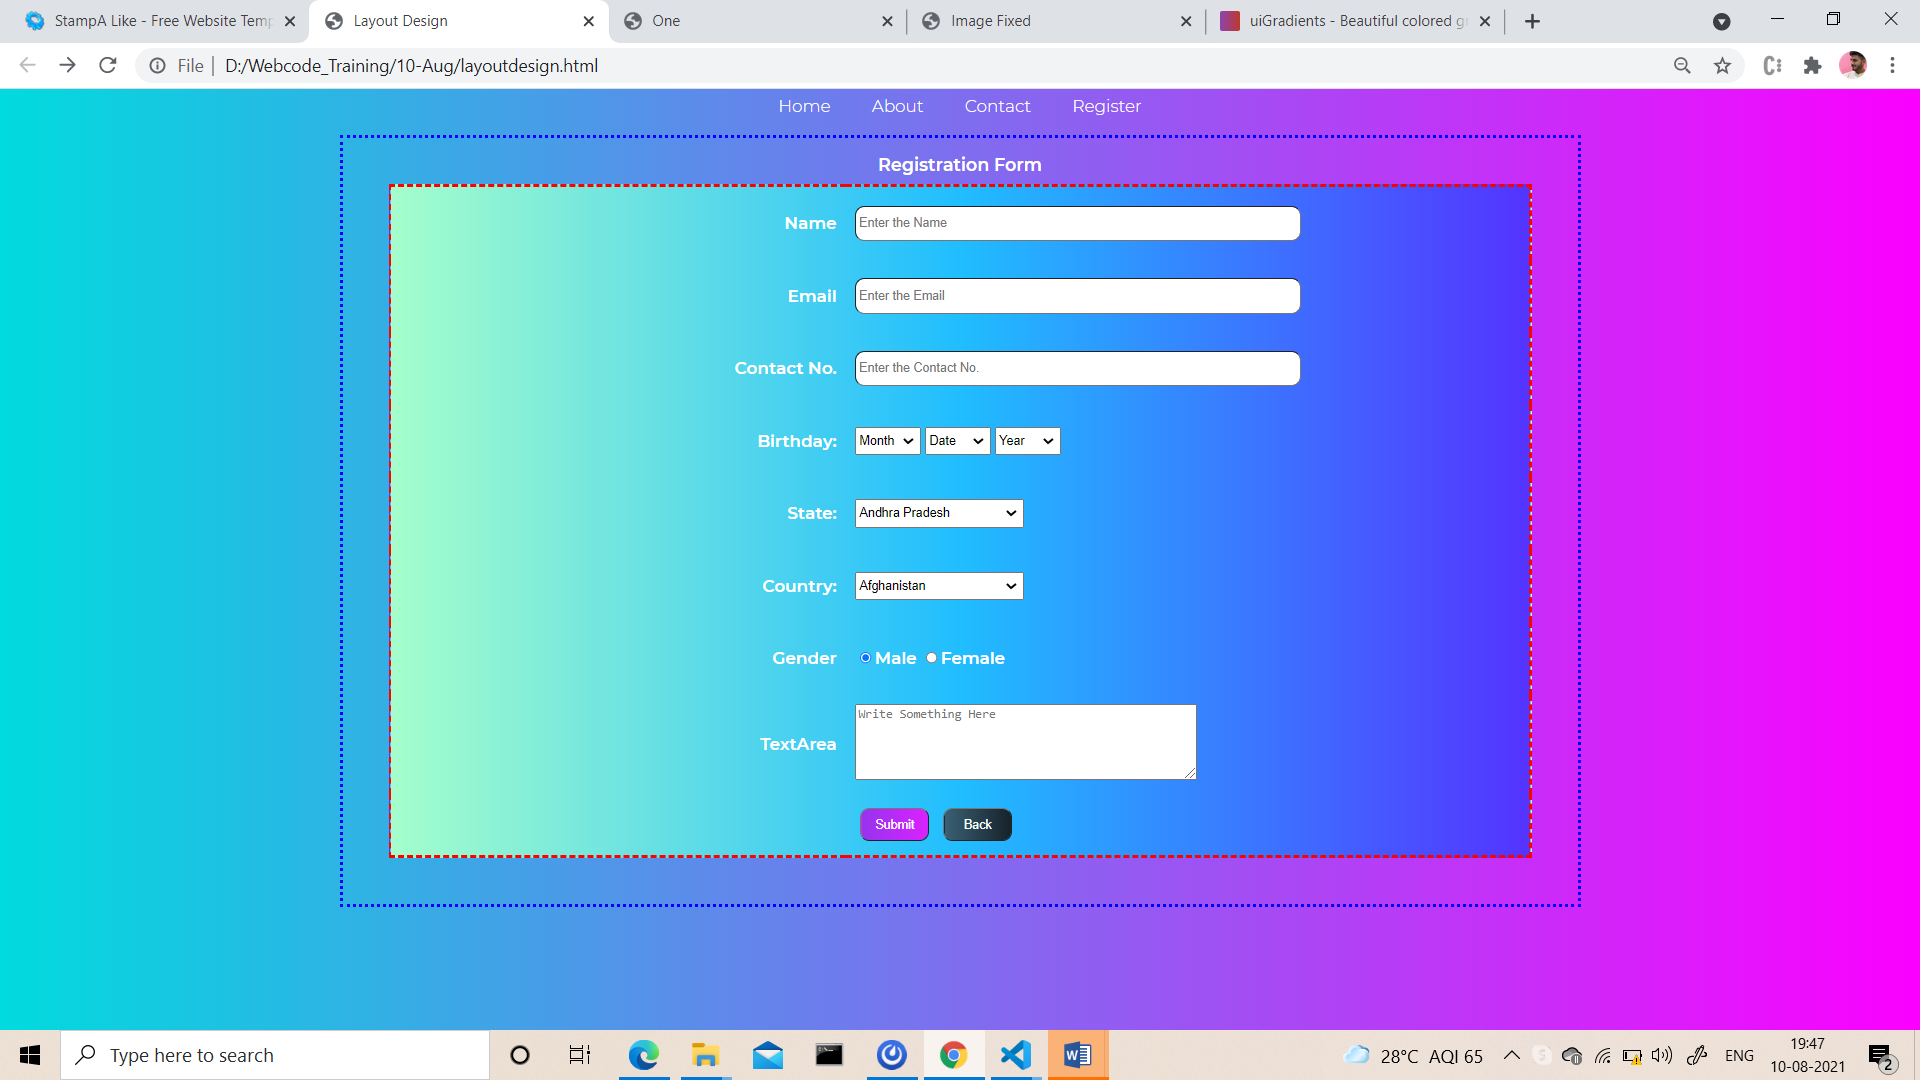 StampA Like - Free Website Temp
Layout Design
One
Image Fixed
uiGradients - Beautiful colored g
File | D:/Webcode_Training/10-Aug/layoutdesign.html
Home About Contact Register
Registration Form
Name Enter the Name
Email Enter the Email
Contact No. Enter the Contact No.
Birthday: Month Date Year
State: Andhra Pradesh
Country: Afghanistan
Gender Male Female
TextArea Write Something Here
Submit Back
Type here to search
28°C AQI 65
ENG
19:47
10-08-2021
2